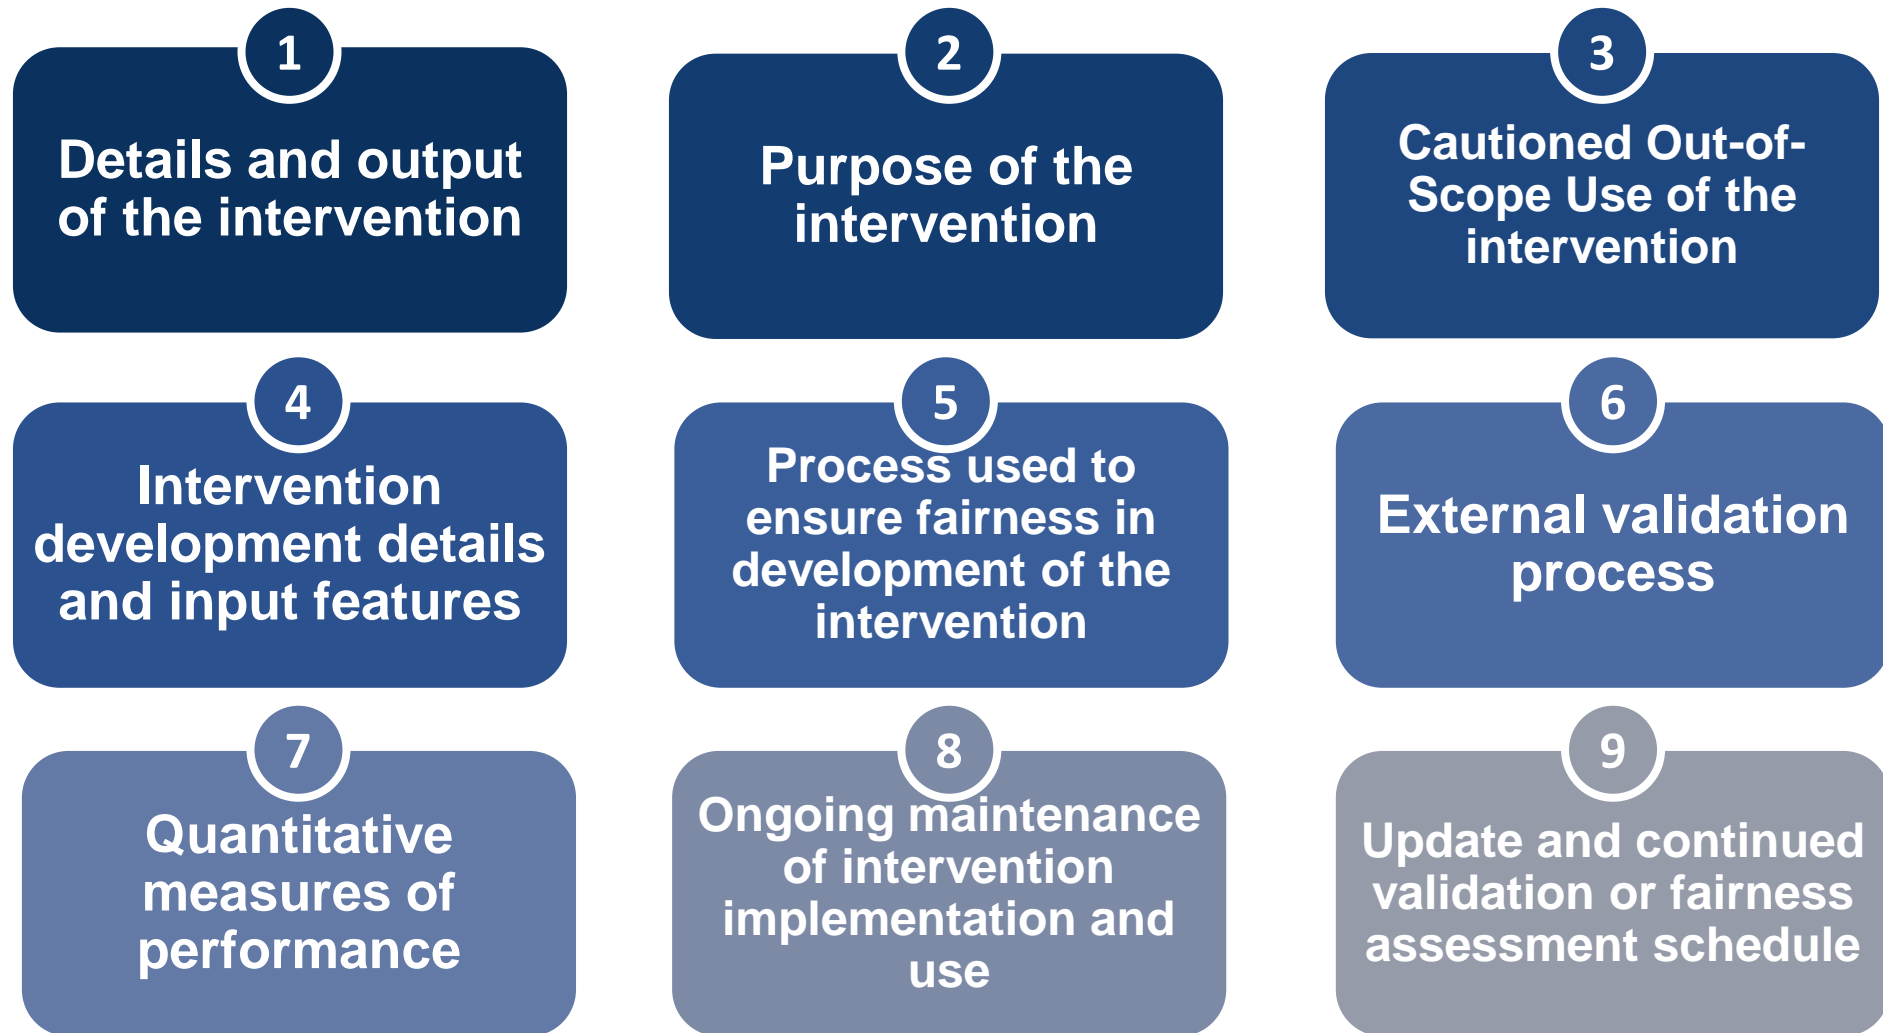 1
Details and output
of the intervention
2
Purpose of the
intervention
3
Cautioned Out-of-
Scope Use of the
intervention
4
Intervention
development details
and input features
5
Process used to
ensure fairness in
development of the
intervention
6
External validation
process
7
Quantitative
measures of
performance
8
Ongoing maintenance
of intervention
implementation and
use
9
Update and continued
validation or fairness
assessment schedule